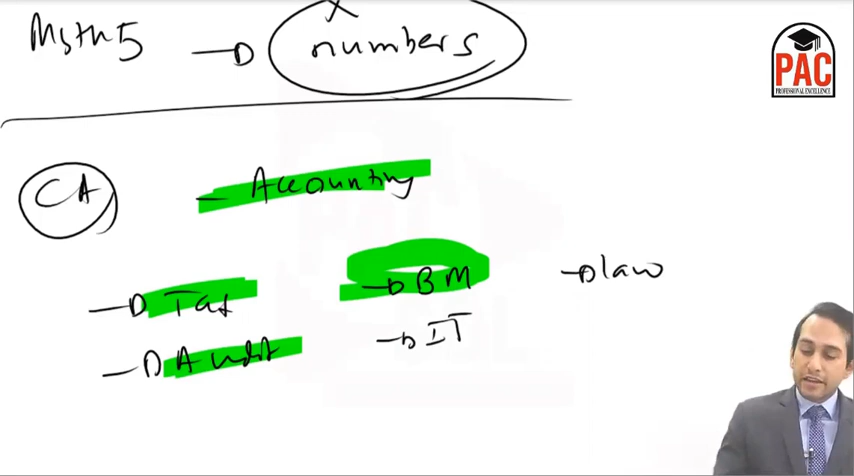 Maths → numbers
PAC
PROFESSIONAL EXCELLENCE
CA
- Accounting
→ Tax → BM → law
→ Audit → IT